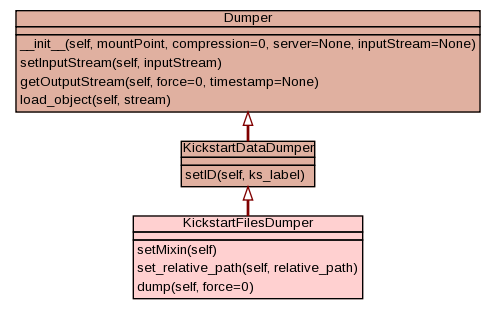 Dumper
__init__(self, mountPoint, compression=0, server=None, inputStream=None)
setInputStream(self, inputStream)
getOutputStream(self, force=0, timestamp=None)
load_object(self, stream)
KickstartDataDumper
setID(self, ks_label)
KickstartFilesDumper
setMixin(self)
set_relative_path(self, relative_path)
dump(self, force=0)